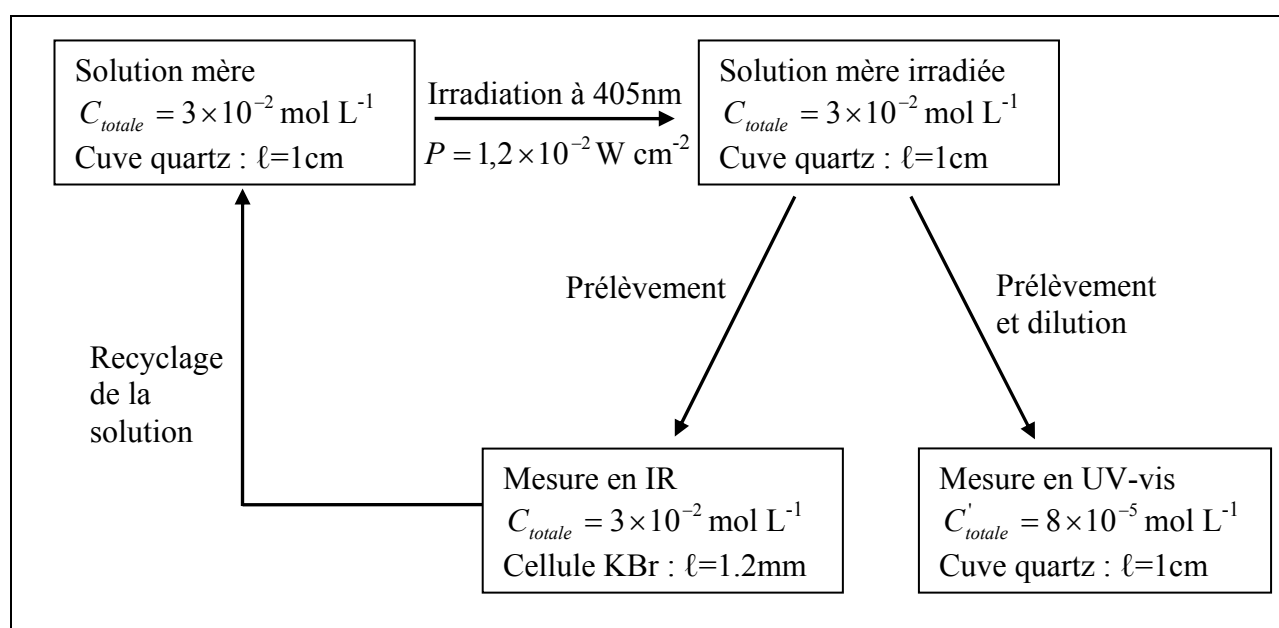 Solution mère
C_totale = 3×10⁻² mol L⁻¹
Cuve quartz : ℓ=1cm
Irradiation à 405nm
P = 1,2×10⁻² W cm⁻²
Solution mère irradiée
C_totale = 3×10⁻² mol L⁻¹
Cuve quartz : ℓ=1cm
Prélèvement
Prélèvement
et dilution
Recyclage
de la
solution
Mesure en IR
C_totale = 3×10⁻² mol L⁻¹
Cellule KBr : ℓ=1.2mm
Mesure en UV-vis
C'_totale = 8×10⁻⁵ mol L⁻¹
Cuve quartz : ℓ=1cm